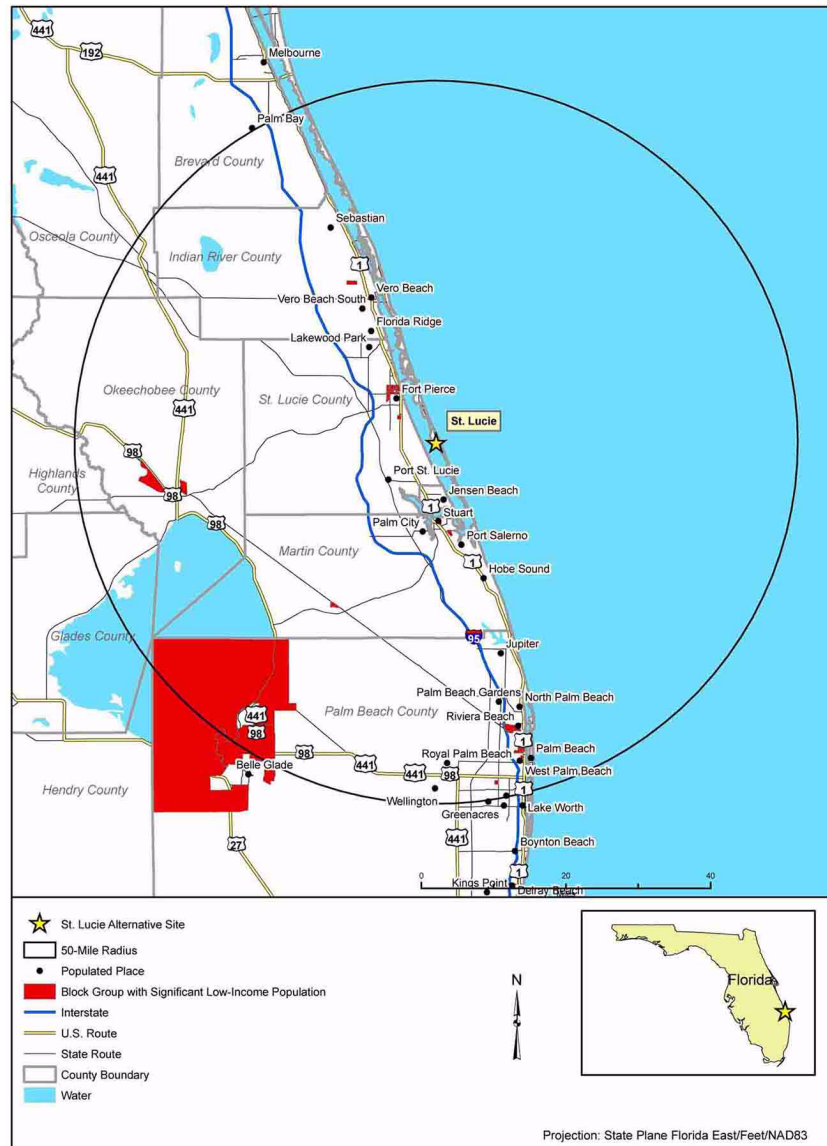 441
192
Melbourne
Palm Bay
Brevard County
441
Sebastian
Osceola County
Indian River County
1
Vero Beach
Vero Beach South
Florida Ridge
Lakewood Park
Okeechobee County
Fort Pierce
St. Lucie County
441
St. Lucie
98
Highlands
County
Port St. Lucie
98
Jensen Beach
1
Stuart
98
Palm City
Port Salerno
Martin County
1
Hobe Sound
Glades County
95
Jupiter
Palm Beach Gardens
North Palm Beach
441
Palm Beach County
Riviera Beach
98
1
98
441
Royal Palm Beach
Palm Beach
Belle Glade
441
98
West Palm Beach
Hendry County
Wellington
1
Lake Worth
Greenacres
27
441
Boynton Beach
1
Kings Point
Delray Beach
0
20
40
St. Lucie Alternative Site
50-Mile Radius
Populated Place
Block Group with Significant Low-Income Population
Interstate
U.S. Route
State Route
County Boundary
Water
N
Florida
Projection: State Plane Florida East/Feet/NAD83